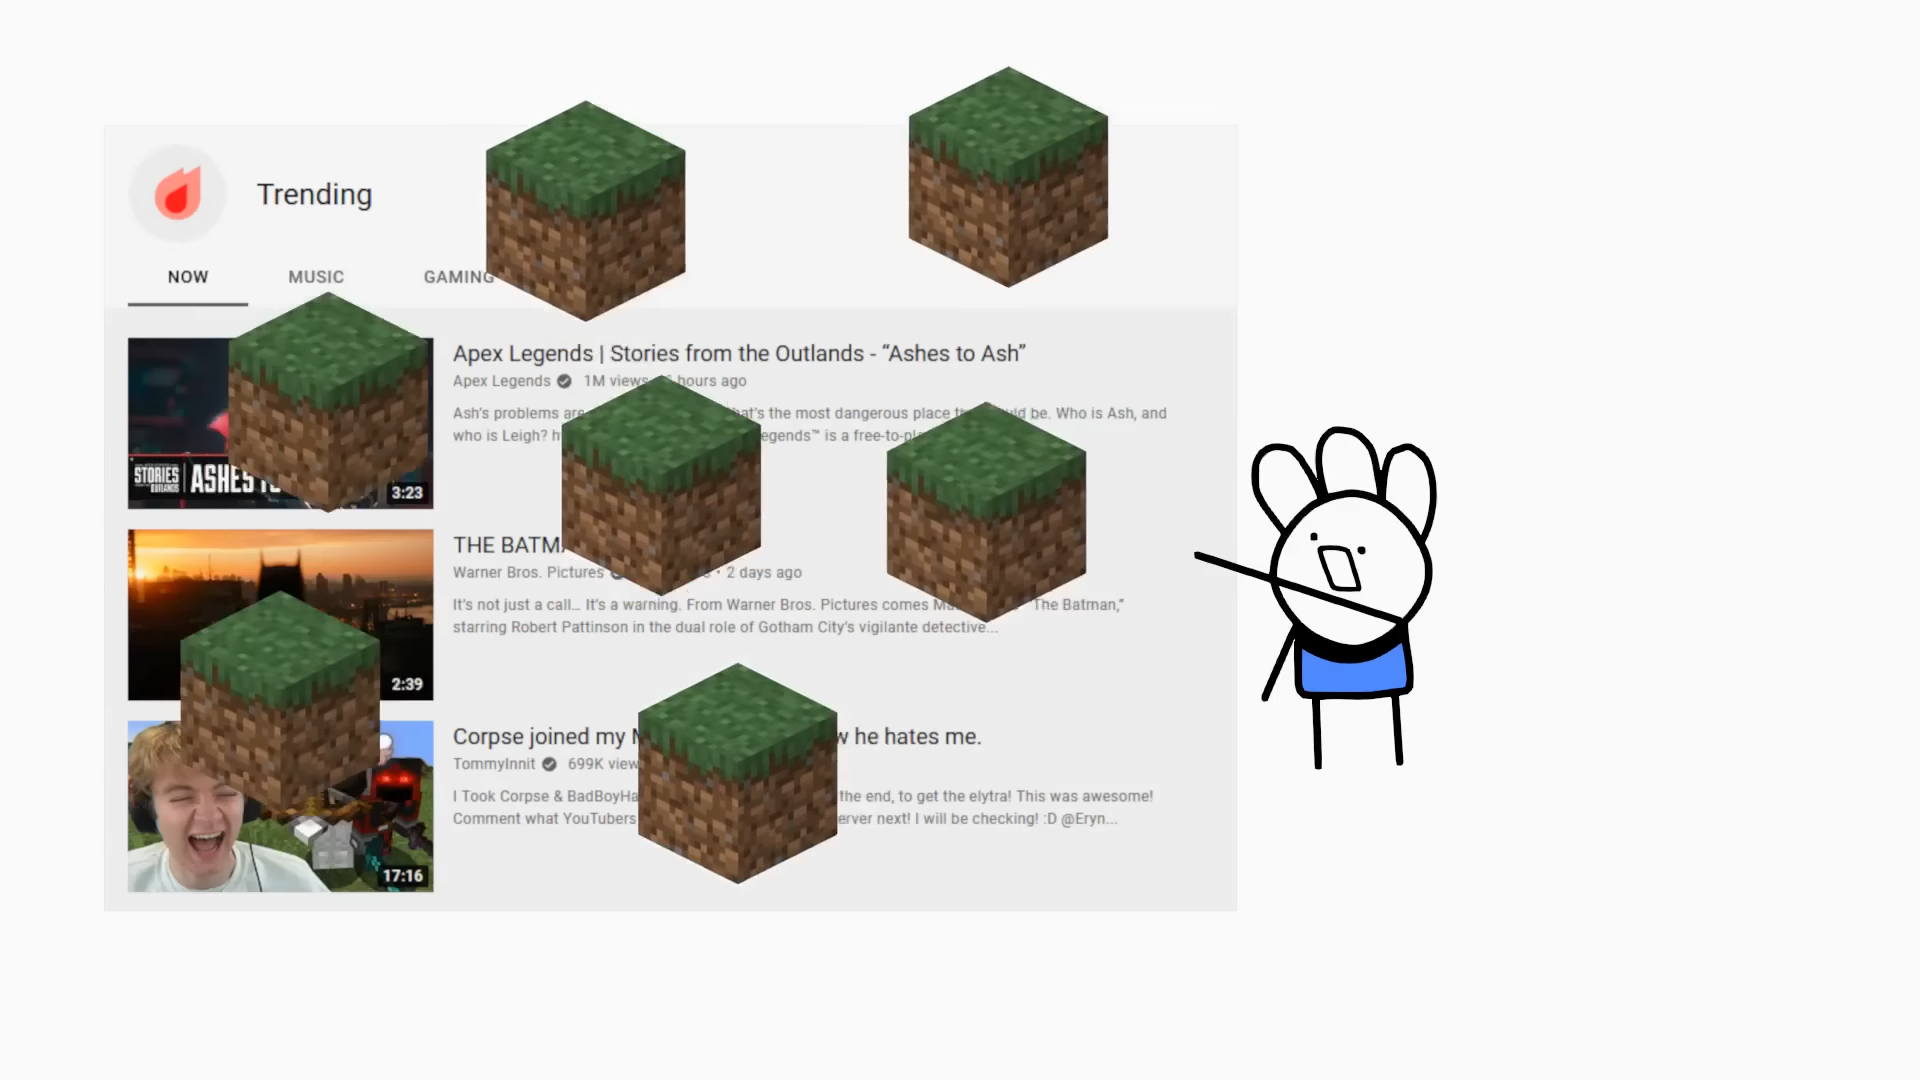 Trending
NOW MUSIC GAMING
Apex Legends | Stories from the Outlands - “Ashes to Ash”
Apex Legends 1M views hours ago
Ash's problems are hat's the most dangerous place be. Who is Ash, and
who is Leigh? egends™ is a
STORIES FROM THE OUTLANDS | ASHES
3:23
THE BATM
Warner Bros. Pictures • 2 days ago
It's not just a call… It's a warning. From Warner Bros. Pictures comes “The Batman,”
starring Robert Pattinson in the dual role of Gotham City's vigilante detective...
2:39
Corpse joined my he hates me.
TommyInnit 699K view
I Took Corpse & BadBoyHa the end, to get the elytra! This was awesome!
Comment what YouTubers erver next! I will be checking! :D @Eryn...
17:16